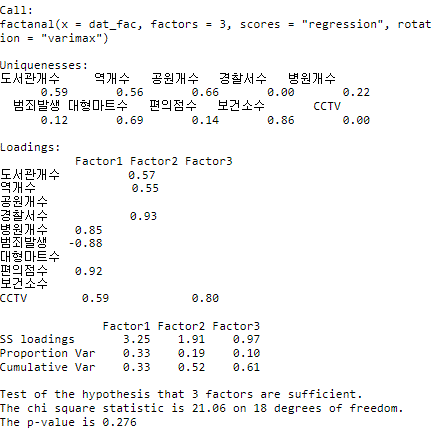 Call:
factanal(x = dat_fac, factors = 3, scores = "regression", rotat
ion = "varimax")
Uniquenesses:
도서관개수 역개수 공원개수 경찰서수 병원개수
0.59 0.56 0.66 0.00 0.22
범죄발생 대형마트수 편의점수 보건소수 CCTV
0.12 0.69 0.14 0.86 0.00
Loadings:
Factor1 Factor2 Factor3
도서관개수 0.57
역개수 0.55
공원개수
경찰서수 0.93
병원개수 0.85
범죄발생 -0.88
대형마트수
편의점수 0.92
보건소수
CCTV 0.59 0.80
Factor1 Factor2 Factor3
SS loadings 3.25 1.91 0.97
Proportion Var 0.33 0.19 0.10
Cumulative Var 0.33 0.52 0.61
Test of the hypothesis that 3 factors are sufficient.
The chi square statistic is 21.06 on 18 degrees of freedom.
The p-value is 0.276